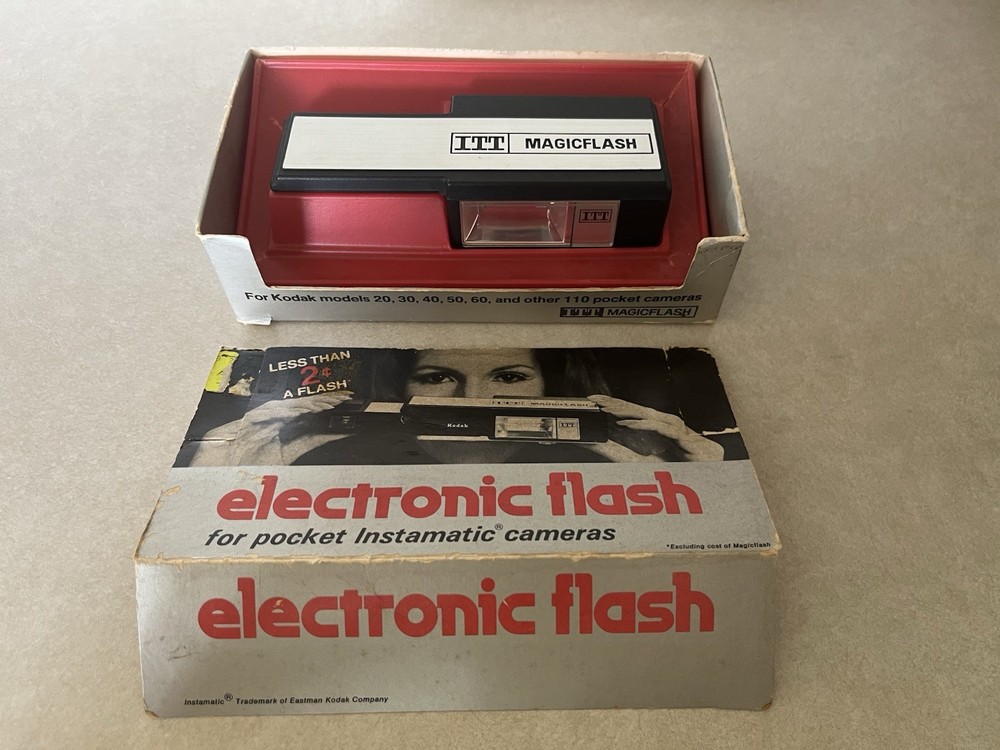 ITT MAGICFLASH
ITT
For Kodak models 20, 30, 40, 50, 60, and other 110 pocket cameras
ITT MAGICFLASH
LESS THAN
2¢
A FLASH*
ITT MAGICFLASH
Kodak
ITT
electronic flash
for pocket Instamatic® cameras
*Excluding cost of Magicflash
electronic flash
Instamatic® Trademark of Eastman Kodak Company